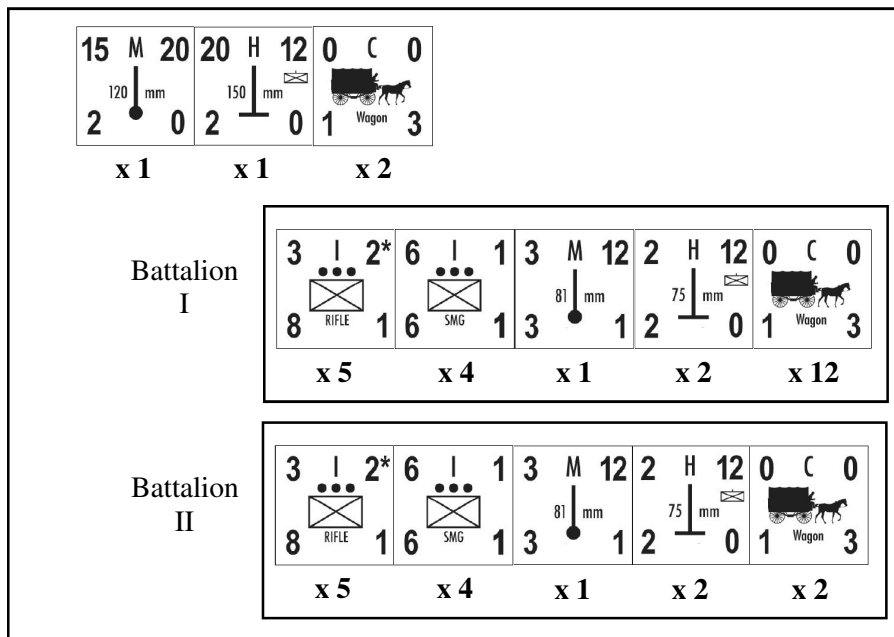 15 M 20 20 H 12 0 C 0
120 mm 150 mm
2 0 2 0 1 Wagon 3
x 1 x 1 x 2
Battalion
I
3 I 2* 6 I 1 3 M 12 2 H 12 0 C 0
81 mm 75 mm
8 RIFLE 1 6 SMG 1 3 1 2 0 1 Wagon 3
x 5 x 4 x 1 x 2 x 12
Battalion
II
3 I 2* 6 I 1 3 M 12 2 H 12 0 C 0
81 mm 75 mm
8 RIFLE 1 6 SMG 1 3 1 2 0 1 Wagon 3
x 5 x 4 x 1 x 2 x 2